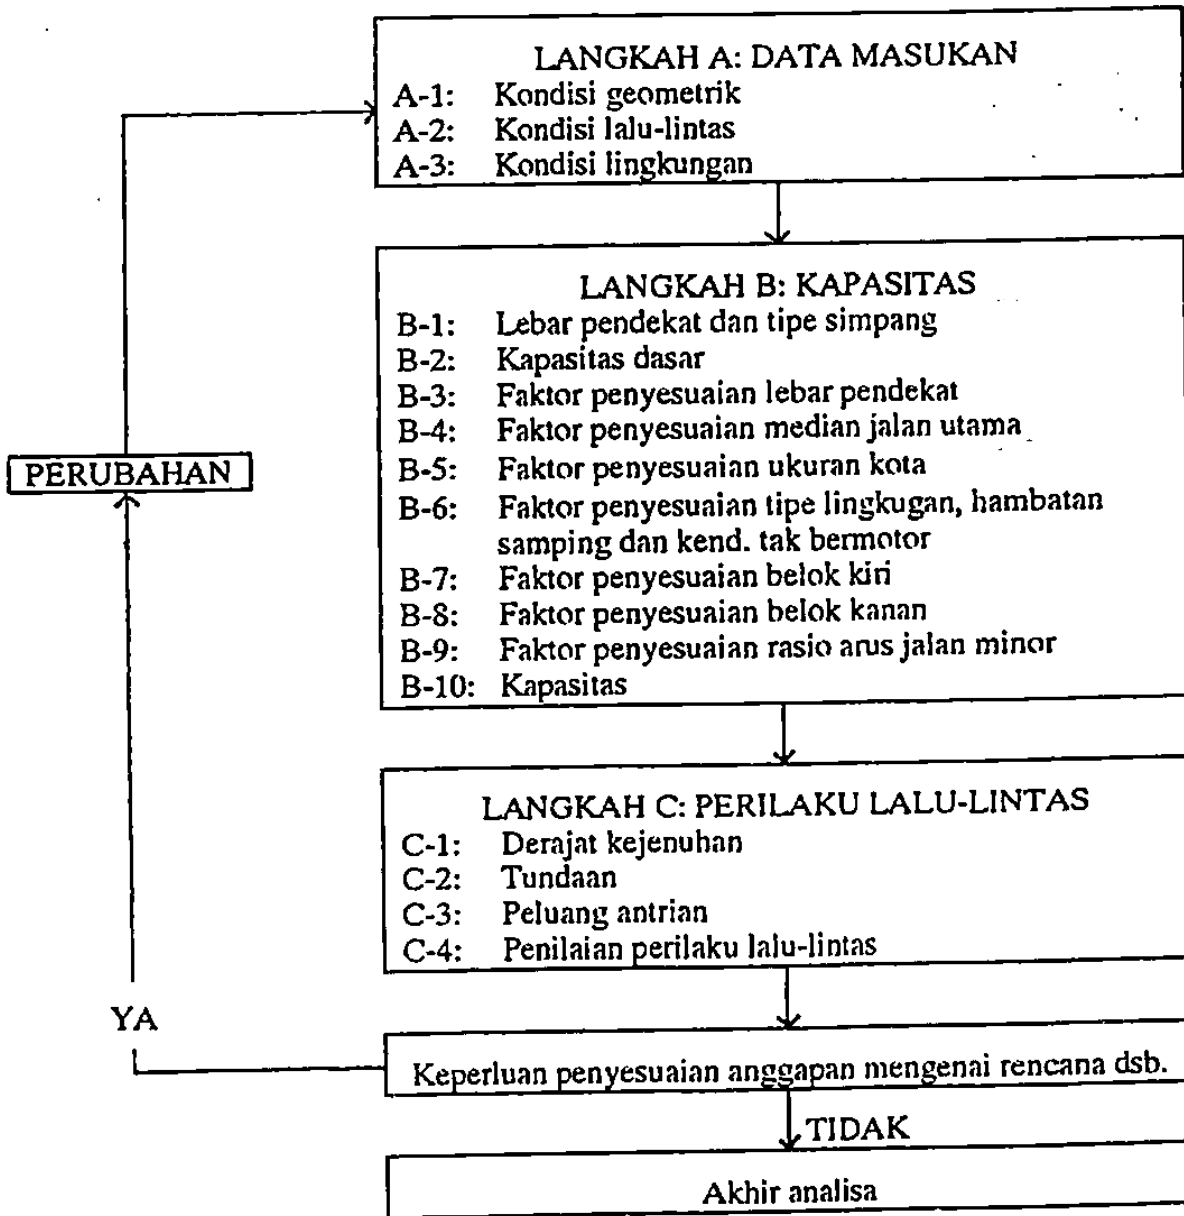 LANGKAH A: DATA MASUKAN
A-1: Kondisi geometrik
A-2: Kondisi lalu-lintas
A-3: Kondisi lingkungan
LANGKAH B: KAPASITAS
B-1: Lebar pendekat dan tipe simpang
B-2: Kapasitas dasar
B-3: Faktor penyesuaian lebar pendekat
B-4: Faktor penyesuaian median jalan utama
B-5: Faktor penyesuaian ukuran kota
B-6: Faktor penyesuaian tipe lingkugan, hambatan
samping dan kend. tak bermotor
B-7: Faktor penyesuaian belok kiri
B-8: Faktor penyesuaian belok kanan
B-9: Faktor penyesuaian rasio arus jalan minor
B-10: Kapasitas
PERUBAHAN
LANGKAH C: PERILAKU LALU-LINTAS
C-1: Derajat kejenuhan
C-2: Tundaan
C-3: Peluang antrian
C-4: Penilaian perilaku lalu-lintas
YA
Keperluan penyesuaian anggapan mengenai rencana dsb.
TIDAK
Akhir analisa